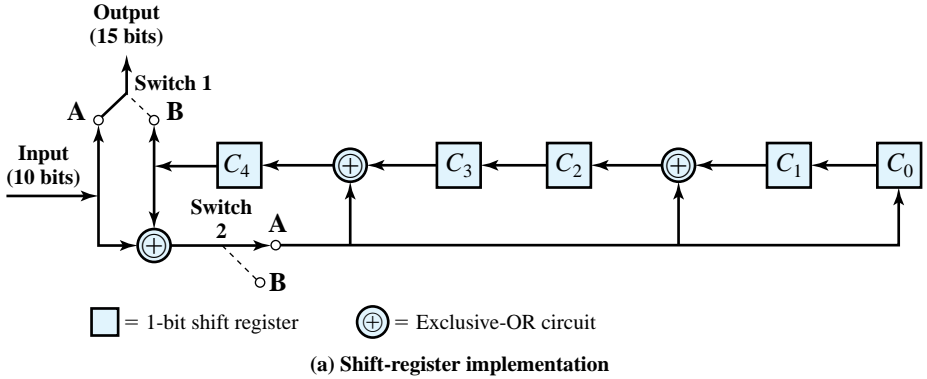 Output
(15 bits)
Switch 1
A
B
Input
(10 bits)
C4
C3
C2
C1
C0
Switch
2
A
B
= 1-bit shift register
= Exclusive-OR circuit
(a) Shift-register implementation